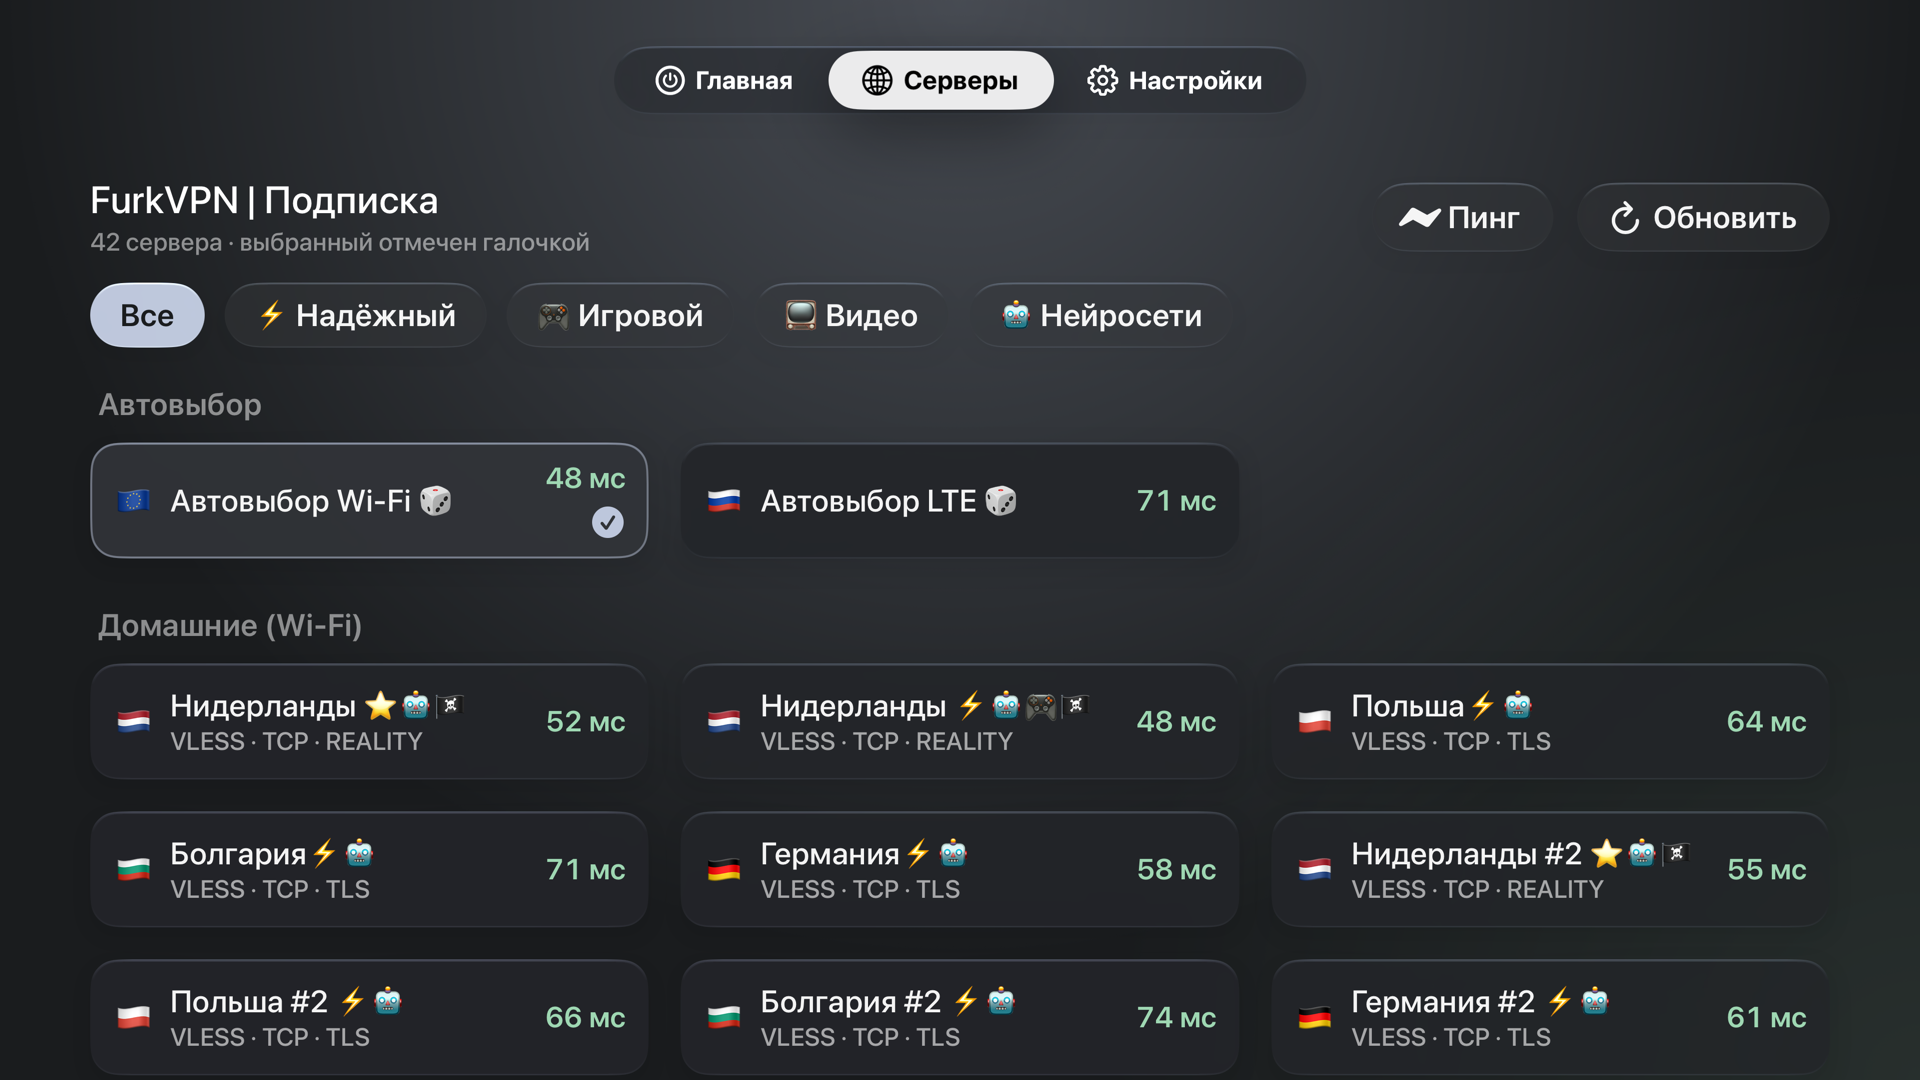 Главная
Серверы
Настройки
FurkVPN | Подписка
42 сервера · выбранный отмечен галочкой
Пинг
Обновить
Все
⚡ Надёжный
🎮 Игровой
📺 Видео
🤖 Нейросети
Автовыбор
🇪🇺 Автовыбор Wi-Fi 🎲
48 мс
🇷🇺 Автовыбор LTE 🎲
71 мс
Домашние (Wi-Fi)
🇳🇱 Нидерланды ⭐🤖🏴‍☠️
VLESS · TCP · REALITY
52 мс
🇳🇱 Нидерланды ⚡🤖🎮🏴‍☠️
VLESS · TCP · REALITY
48 мс
🇵🇱 Польша⚡🤖
VLESS · TCP · TLS
64 мс
🇧🇬 Болгария⚡🤖
VLESS · TCP · TLS
71 мс
🇩🇪 Германия⚡🤖
VLESS · TCP · TLS
58 мс
🇳🇱 Нидерланды #2 ⭐🤖🏴‍☠️
VLESS · TCP · REALITY
55 мс
🇵🇱 Польша #2 ⚡🤖
VLESS · TCP · TLS
66 мс
🇧🇬 Болгария #2 ⚡🤖
VLESS · TCP · TLS
74 мс
🇩🇪 Германия #2 ⚡🤖
VLESS · TCP · TLS
61 мс